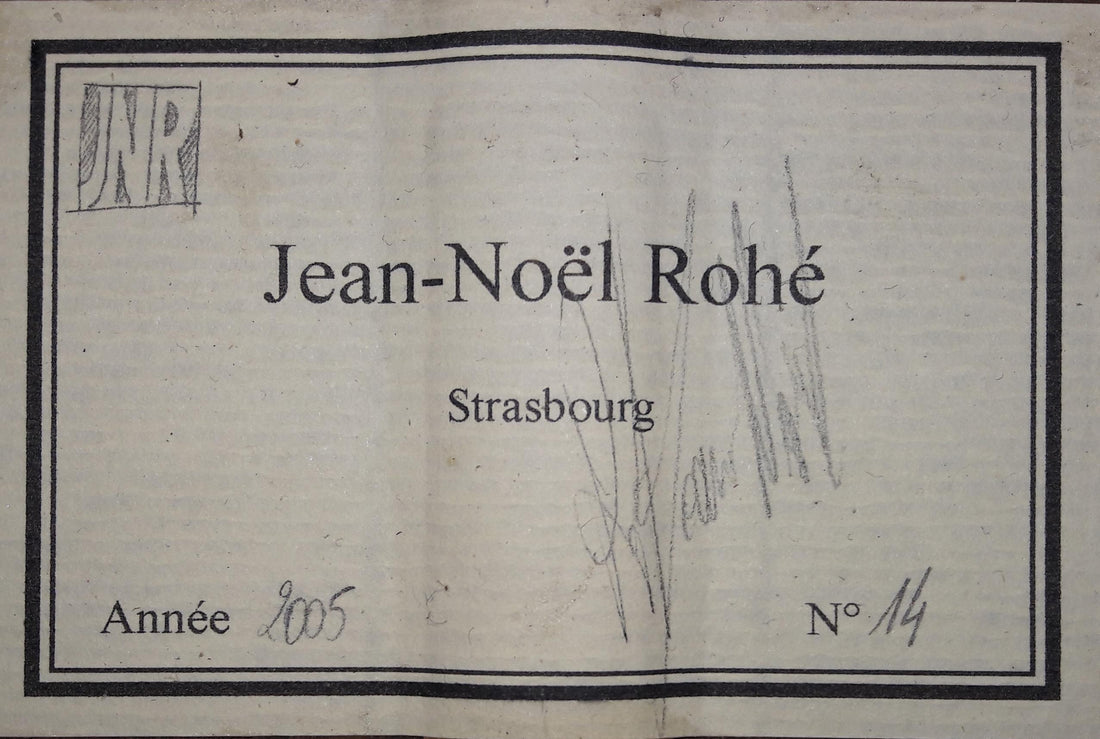 JNR
Jean-Noël Rohé
Strasbourg
Année 2005
N° 14